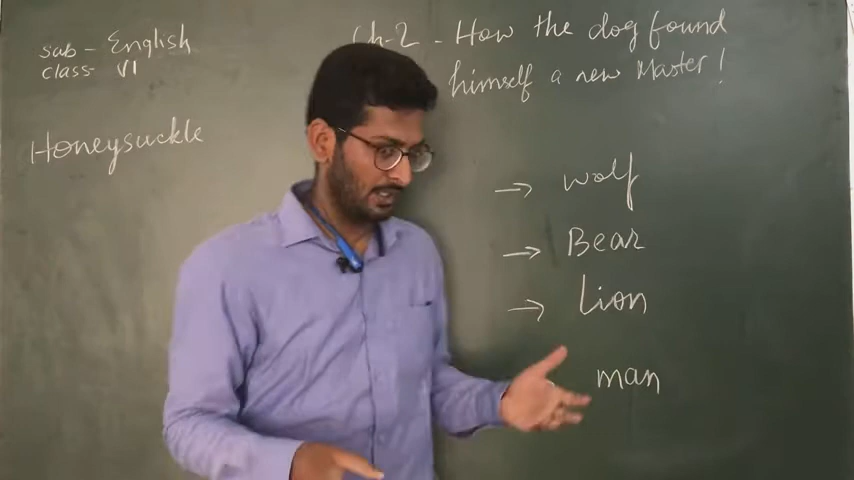 sub - English
class - VI
Ch-2 - How the dog found
himself a new Master!
Honeysuckle
→ wolf
→ Bear
→ Lion
man